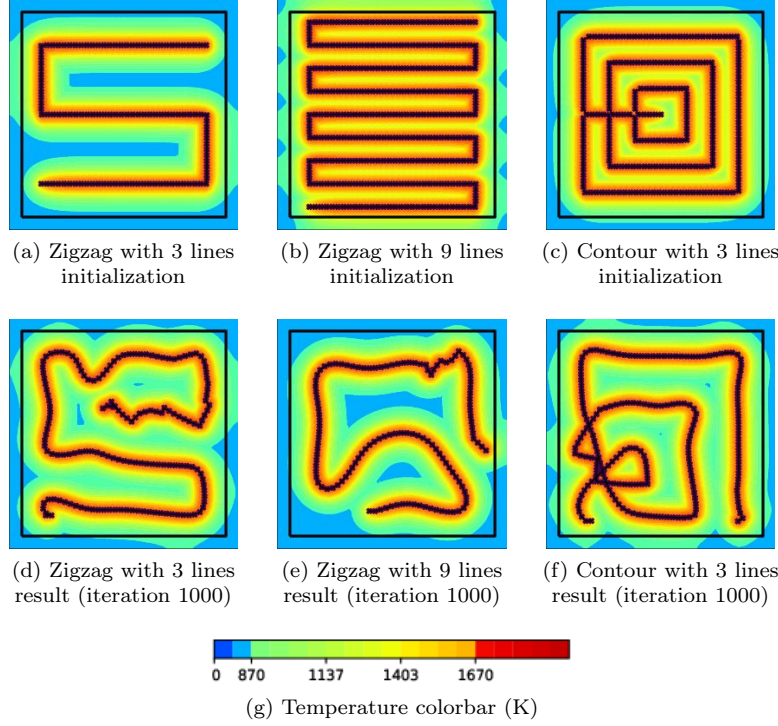 (a) Zigzag with 3 lines
initialization
(b) Zigzag with 9 lines
initialization
(c) Contour with 3 lines
initialization
(d) Zigzag with 3 lines
result (iteration 1000)
(e) Zigzag with 9 lines
result (iteration 1000)
(f) Contour with 3 lines
result (iteration 1000)
0 870 1137 1403 1670
(g) Temperature colorbar (K)